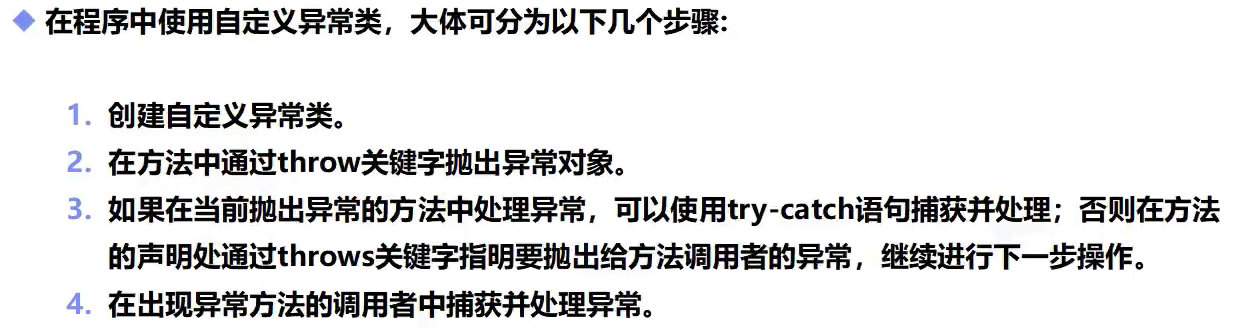 在程序中使用自定义异常类，大体可分为以下几个步骤：
1. 创建自定义异常类。
2. 在方法中通过throw关键字抛出异常对象。
3. 如果在当前抛出异常的方法中处理异常，可以使用try-catch语句捕获并处理；否则在方法
的声明处通过throws关键字指明要抛出给方法调用者的异常，继续进行下一步操作。
4. 在出现异常方法的调用者中捕获并处理异常。